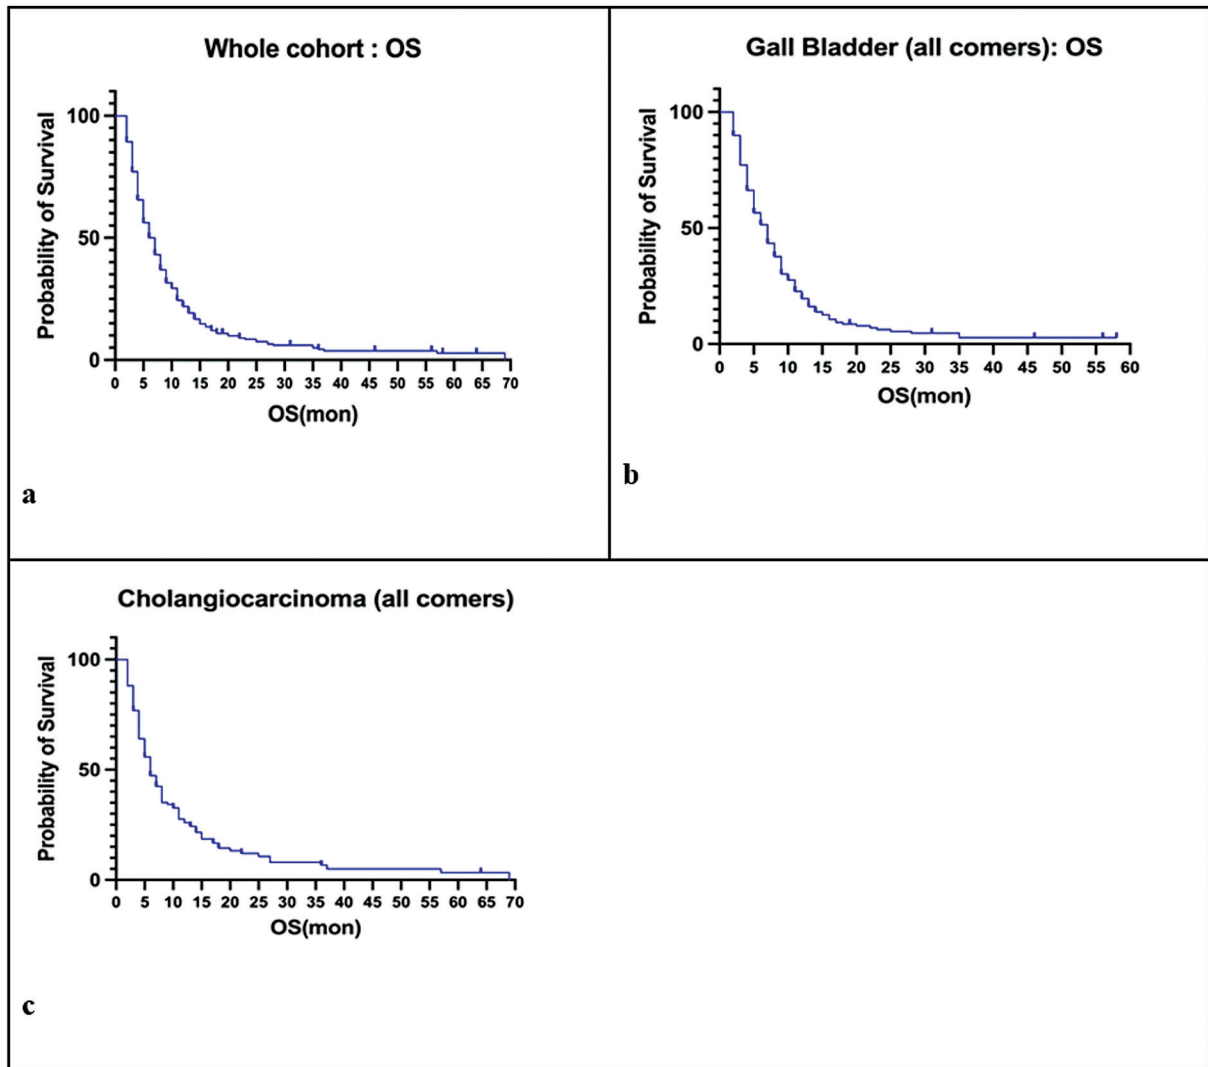 Whole cohort : OS
Probability of Survival
100
50
0
0 5 10 15 20 25 30 35 40 45 50 55 60 65 70
OS(mon)
a
Gall Bladder (all comers): OS
Probability of Survival
100
50
0
0 5 10 15 20 25 30 35 40 45 50 55 60
OS(mon)
b
Cholangiocarcinoma (all comers)
Probability of Survival
100
50
0
0 5 10 15 20 25 30 35 40 45 50 55 60 65 70
OS(mon)
c